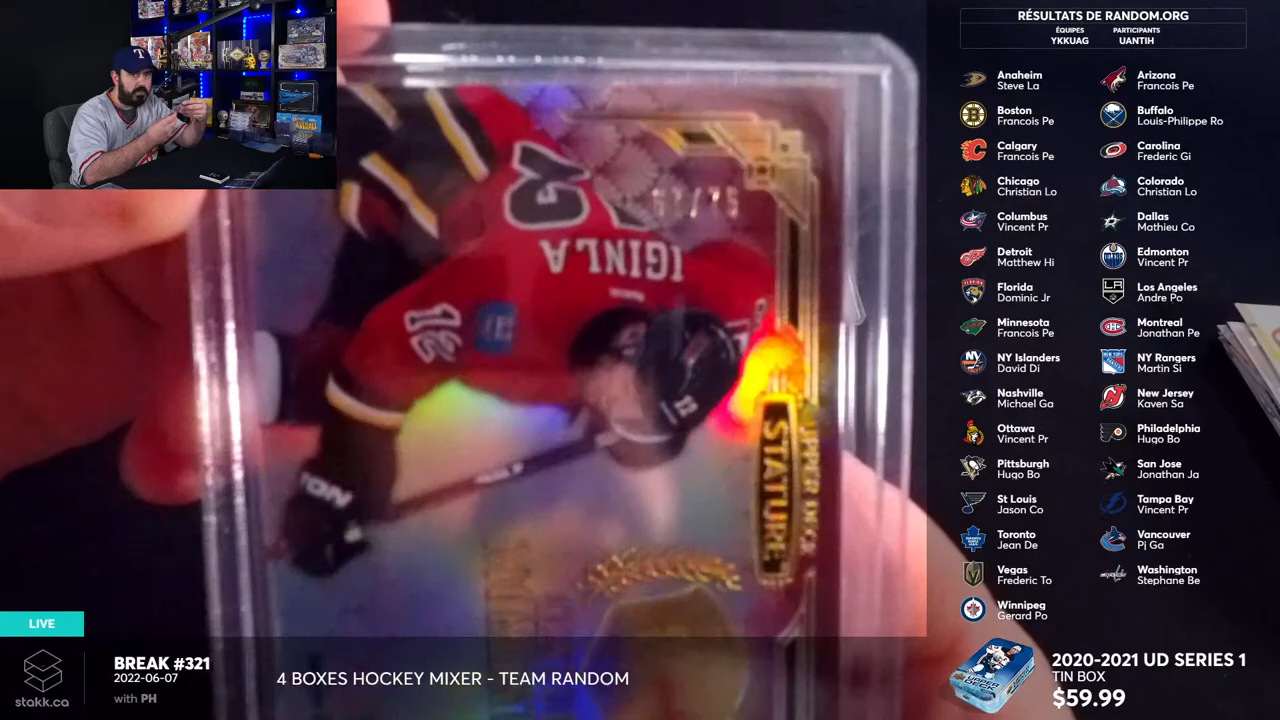 RÉSULTATS DE RANDOM.ORG
ÉQUIPES
YKKUAG
PARTICIPANTS
UANTIH
Anaheim
Steve La
Arizona
Francois Pe
Boston
Francois Pe
Buffalo
Louis-Philippe Ro
Calgary
Francois Pe
Carolina
Frederic Gi
Chicago
Christian Lo
Colorado
Christian Lo
Columbus
Vincent Pr
Dallas
Mathieu Co
Detroit
Matthew Hi
Edmonton
Vincent Pr
Florida
Dominic Jr
Los Angeles
Andre Po
Minnesota
Francois Pe
Montreal
Jonathan Pe
NY Islanders
David Di
NY Rangers
Martin Si
Nashville
Michael Ga
New Jersey
Kaven Sa
Ottawa
Vincent Pr
Philadelphia
Hugo Bo
Pittsburgh
Hugo Bo
San Jose
Jonathan Ja
St Louis
Jason Co
Tampa Bay
Vincent Pr
Toronto
Jean De
Vancouver
Pj Ga
Vegas
Frederic To
Washington
Stephane Be
Winnipeg
Gerard Po
IGINLA
12
UPPER DECK
STATURE
LIVE
stakk.ca
BREAK #321
2022-06-07
with PH
4 BOXES HOCKEY MIXER - TEAM RANDOM
2020-2021 UD SERIES 1
TIN BOX
$59.99